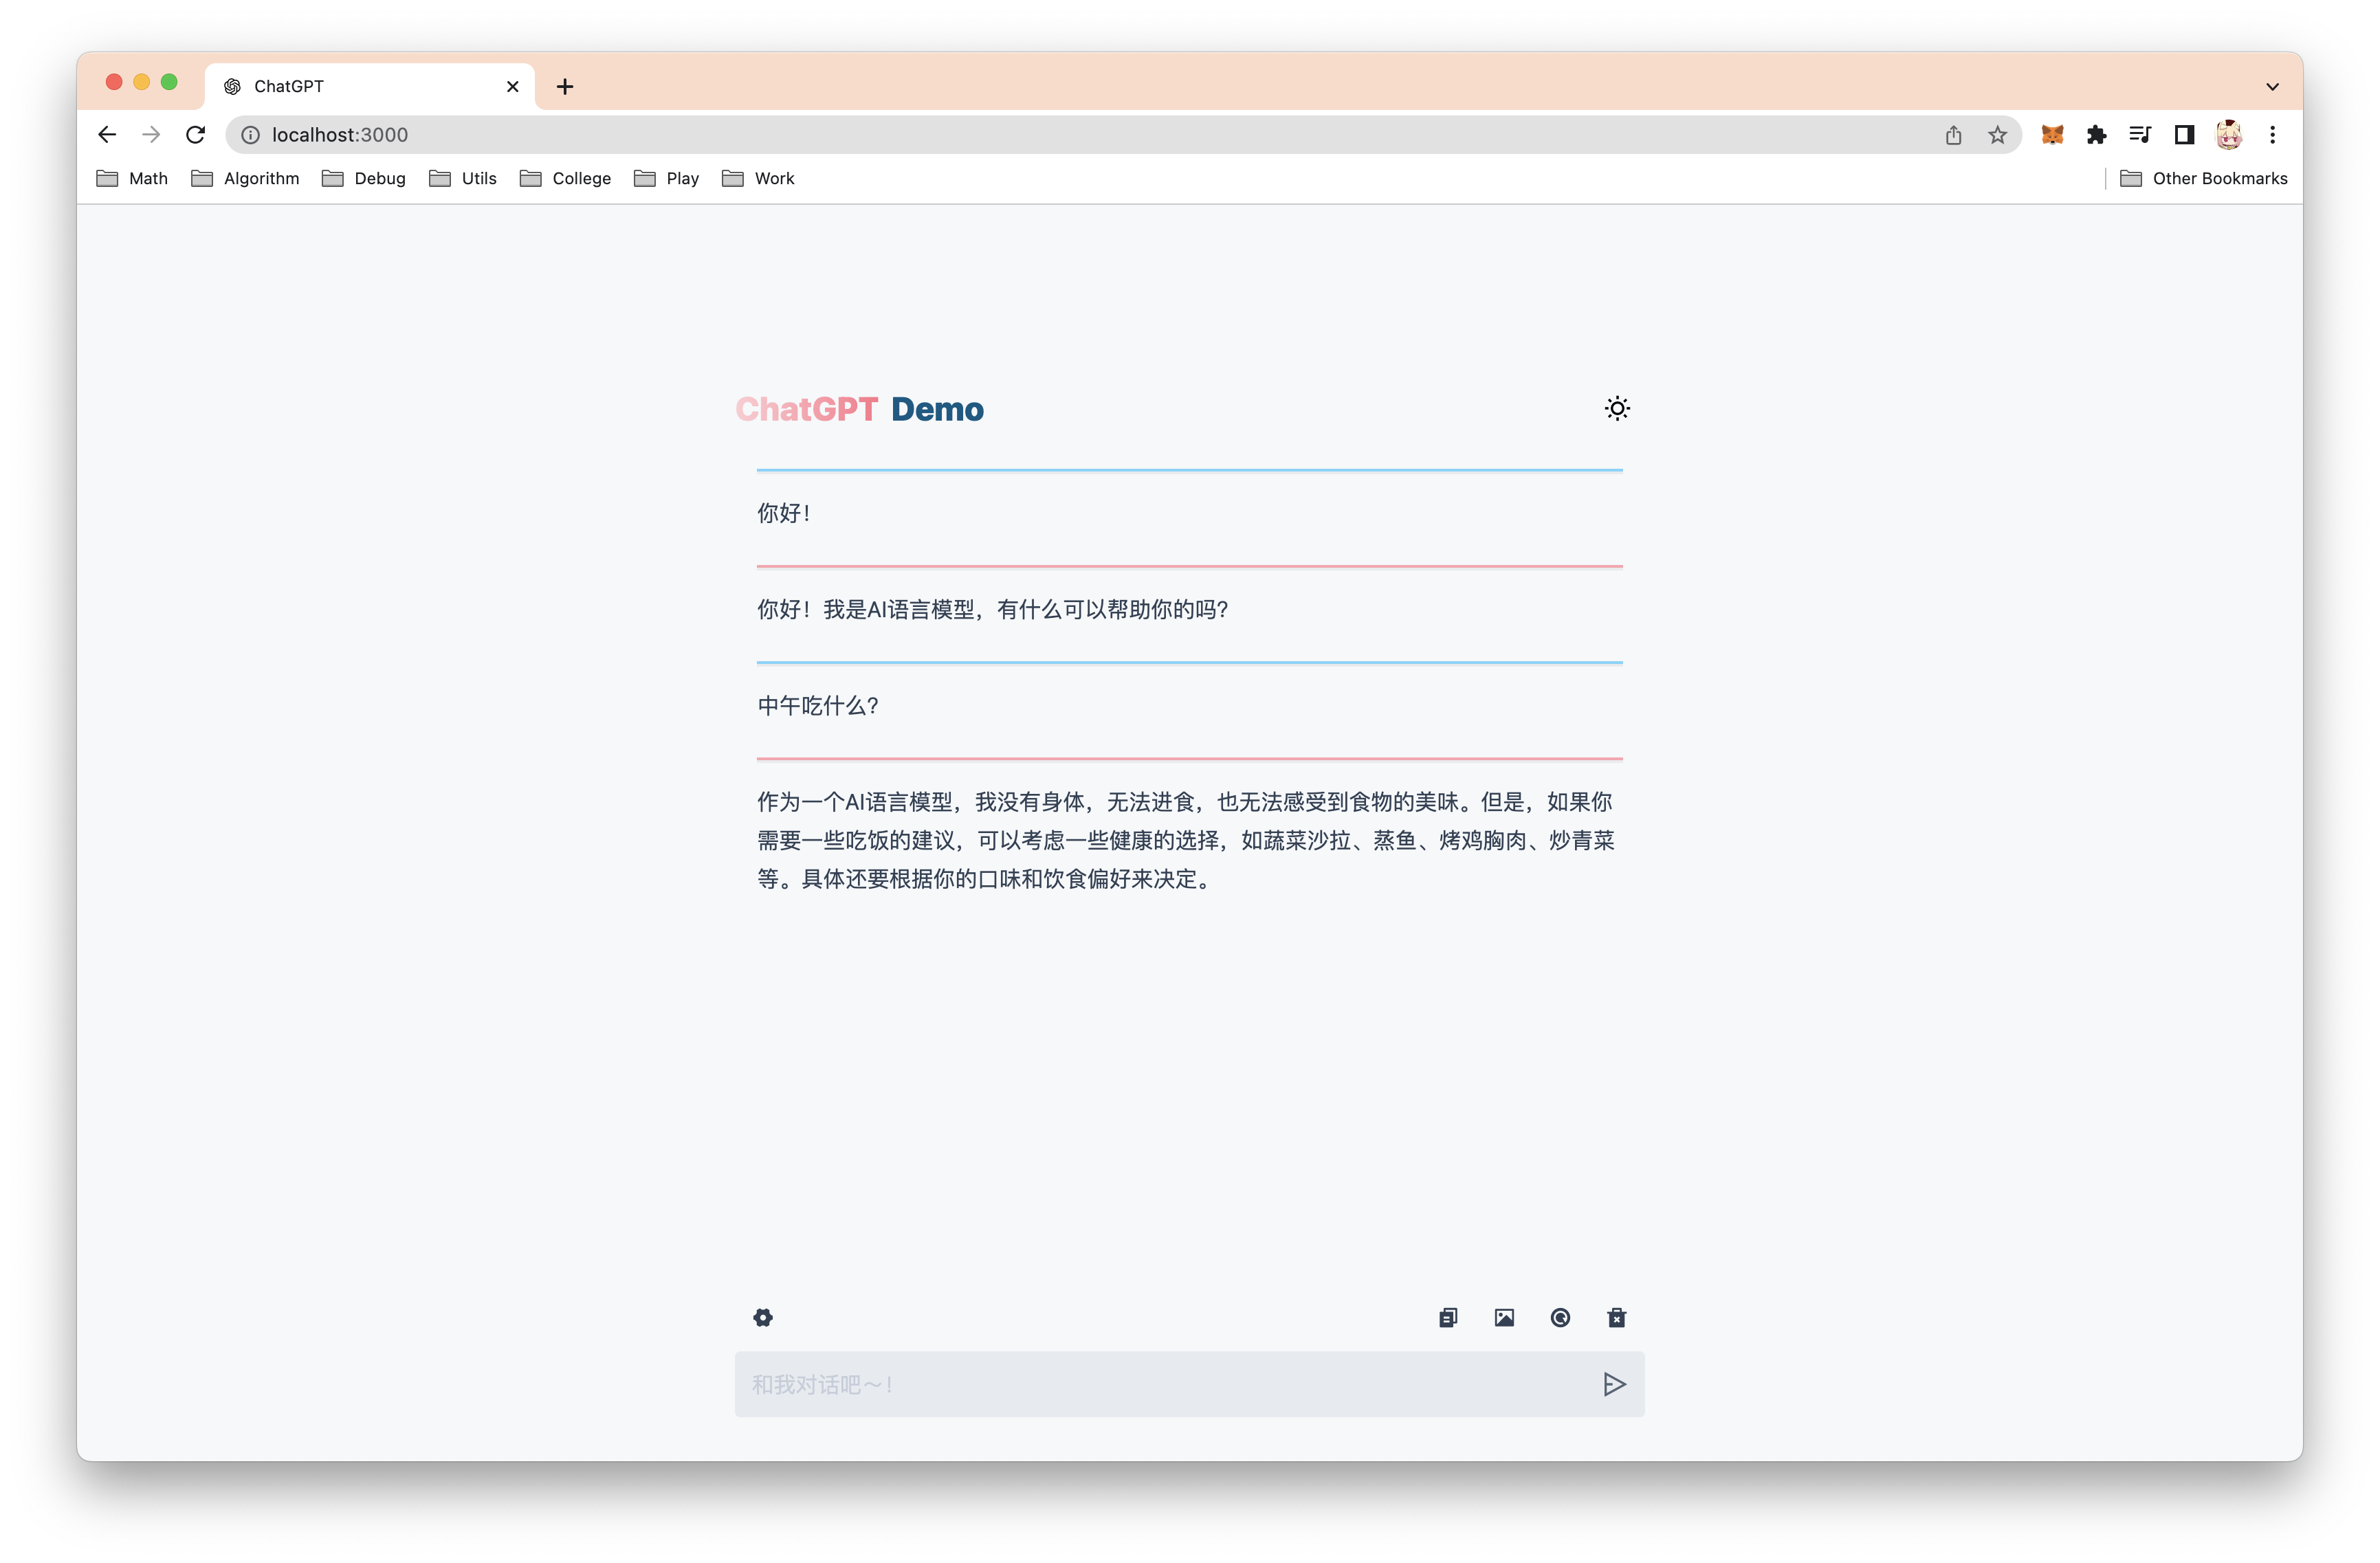 ChatGPT
localhost:3000
Math Algorithm Debug Utils College Play Work Other Bookmarks
ChatGPT Demo
你好！
你好！我是AI语言模型，有什么可以帮助你的吗？
中午吃什么？
作为一个AI语言模型，我没有身体，无法进食，也无法感受到食物的美味。但是，如果你
需要一些吃饭的建议，可以考虑一些健康的选择，如蔬菜沙拉、蒸鱼、烤鸡胸肉、炒青菜
等。具体还要根据你的口味和饮食偏好来决定。
和我对话吧～！